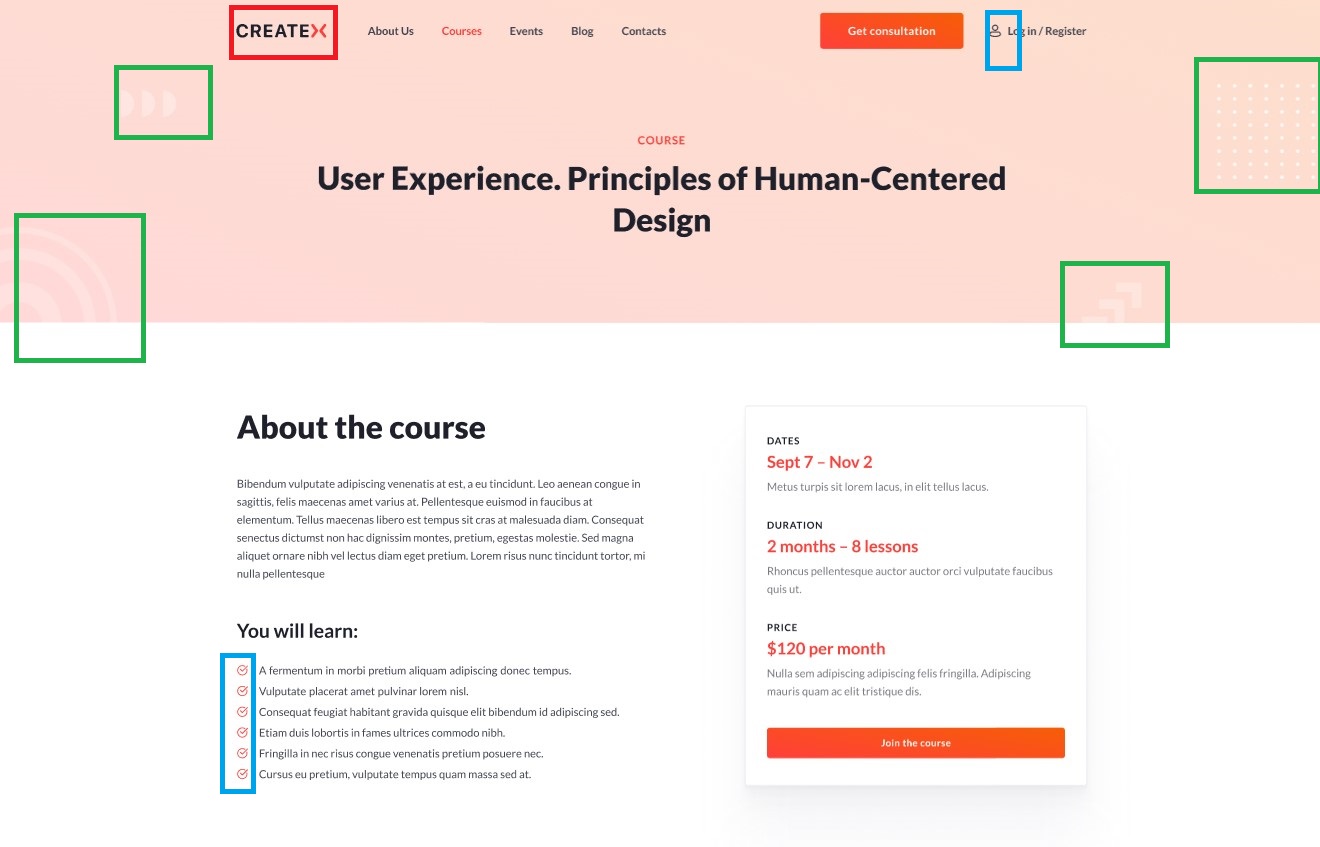 CREATEX
About Us
Courses
Events
Blog
Contacts
Get consultation
Log in / Register
COURSE
User Experience. Principles of Human-Centered
Design
About the course
Bibendum vulputate adipiscing venenatis at est, a eu tincidunt. Leo aenean congue in
sagittis, felis maecenas amet varius at. Pellentesque euismod in faucibus at
elementum. Tellus maecenas libero est tempus sit cras at malesuada diam. Consequat
senectus dictumst non hac dignissim montes, pretium, egestas molestie. Sed magna
aliquet ornare nibh vel lectus diam eget pretium. Lorem risus nunc tincidunt tortor, mi
nulla pellentesque
You will learn:
A fermentum in morbi pretium aliquam adipiscing donec tempus.
Vulputate placerat amet pulvinar lorem nisl.
Consequat feugiat habitant gravida quisque elit bibendum id adipiscing sed.
Etiam duis lobortis in fames ultrices commodo nibh.
Fringilla in nec risus congue venenatis pretium posuere nec.
Cursus eu pretium, vulputate tempus quam massa sed at.
DATES
Sept 7 – Nov 2
Metus turpis sit lorem lacus, in elit tellus lacus.
DURATION
2 months – 8 lessons
Rhoncus pellentesque auctor auctor orci vulputate faucibus
quis ut.
PRICE
$120 per month
Nulla sem adipiscing adipiscing felis fringilla. Adipiscing
mauris quam ac elit tristique dis.
Join the course